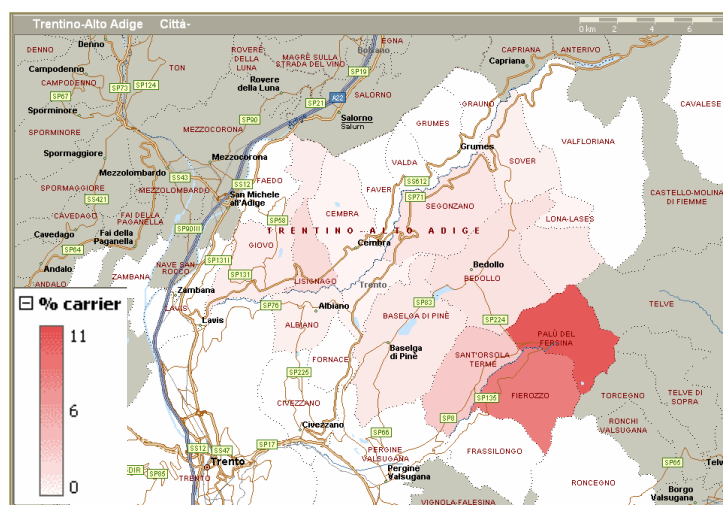 Trentino-Alto Adige Città-
0 km 2 4 6
EGNA
Bolzano
DENNO
Denno
TON
ROVERE
DELLA
LUNA
MAGRÈ SULLA
STRADA DEL VINO
CAPRIANA
ANTERIVO
Capriana
Campodenno
CAMPODENNO
SP73
SP124
SP67
Rovere
della Luna
SP19
A22
SALORNO
SP21
CAVALESE
Sporminore
SPORMINORE
SP90
Adige
Salorno
Salurn
GRAUNO
GRUMES
MEZZOCORONA
Spormaggiore
Mezzocorona
Grumes
VALFLORIANA
VALDA
SOVER
Mezzolombardo
SS43
SS12
FAEDO
SS612
SPORMAGGIORE
MEZZOLOMBARDO
San Michele
all'Adige
FAVER
SP71
CASTELLO-MOLINA
DI FIEMME
SS421
CAVEDAGO
FAI DELLA
PAGANELLA
CEMBRA
SEGONZANO
SP58
LONA-LASES
Cavedago
Fai della
Paganella
SP90III
TRENTINO-ALTO ADIGE
GIOVO
Cembra
SP64
NAVE SAN
ROCCO
SP131I
Andalo
ANDALO
ZAMBANA
SP131
LISIGNAGO
Trento
Bedollo
BEDOLLO
Zambana
LAVIS
SP76
Albiano
SP83
TELVE
Lavis
ALBIANO
BASELGA DI PINÈ
SP224
PALÙ DEL
FERSINA
Baselga
di Pinè
SANT'ORSOLA
TERME
FORNACE
SP225
FIEROZZO
TORCEGNO
TELVE DI
SOPRA
CIVEZZANO
SP135
SP8
RONCHI
VALSUGANA
Civezzano
SP66
SS12
SS47
SP17
PERGINE
VALSUGANA
FRASSILONGO
Trento
TRENTO
DIR
SP85
Pergine
Valsugana
RONCEGNO
SP65
Telv
Borgo
Valsugana
VIGNOLA-FALESINA
% carrier
11
6
0